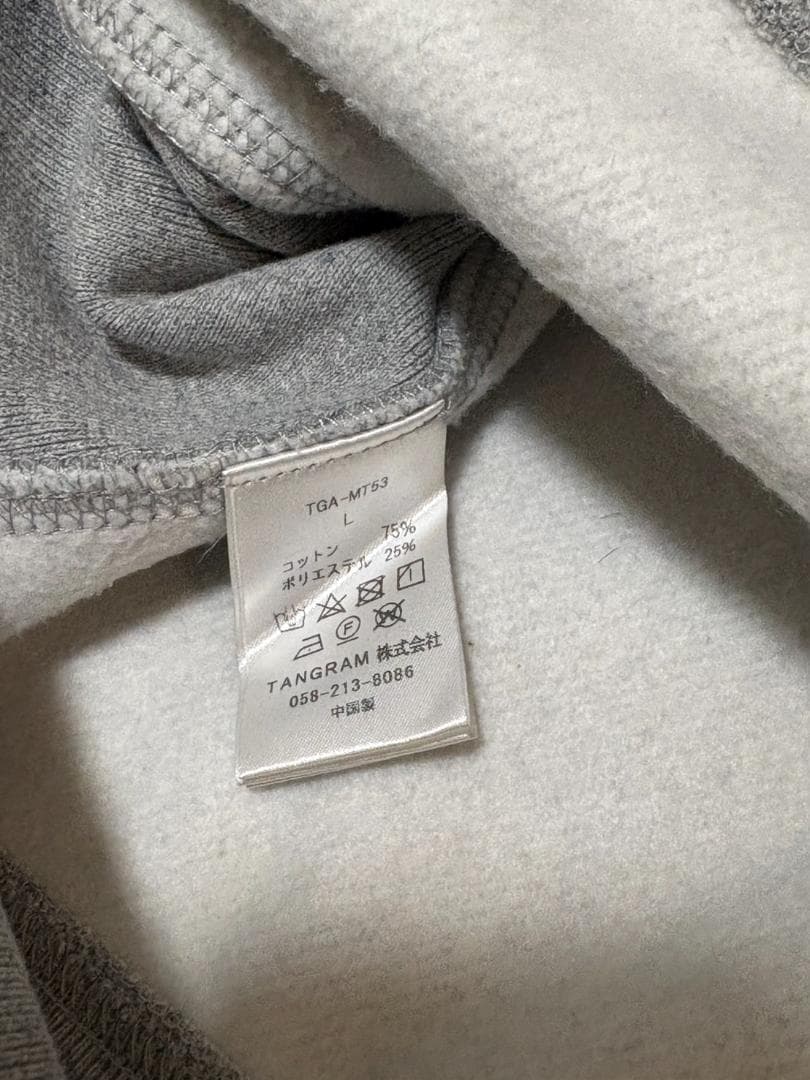 TGA-MT53
L
コットン 75%
ポリエステル 25%
F
W
TANGRAM 株式会社
058-213-8086
中国製